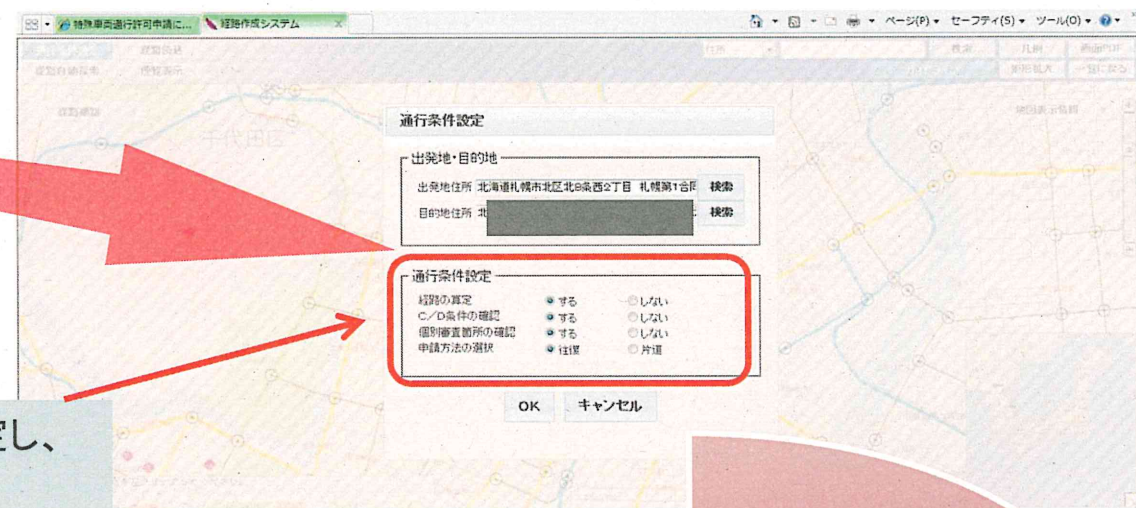 特殊車両通行許可申請に... 経路作成システム x
ページ(P) セーフティ(S) ツール(O)
千代田区
通行条件設定
出発地・目的地
出発地住所 北海道札幌市北区北8条西2丁目 札幌第1合同 検索
目的地住所 北 検索
通行条件設定
経路の算定 する しない
C/D条件の確認 する しない
個別審査箇所の確認 する しない
申請方法の選択 往復 片道
OK キャンセル
定し、